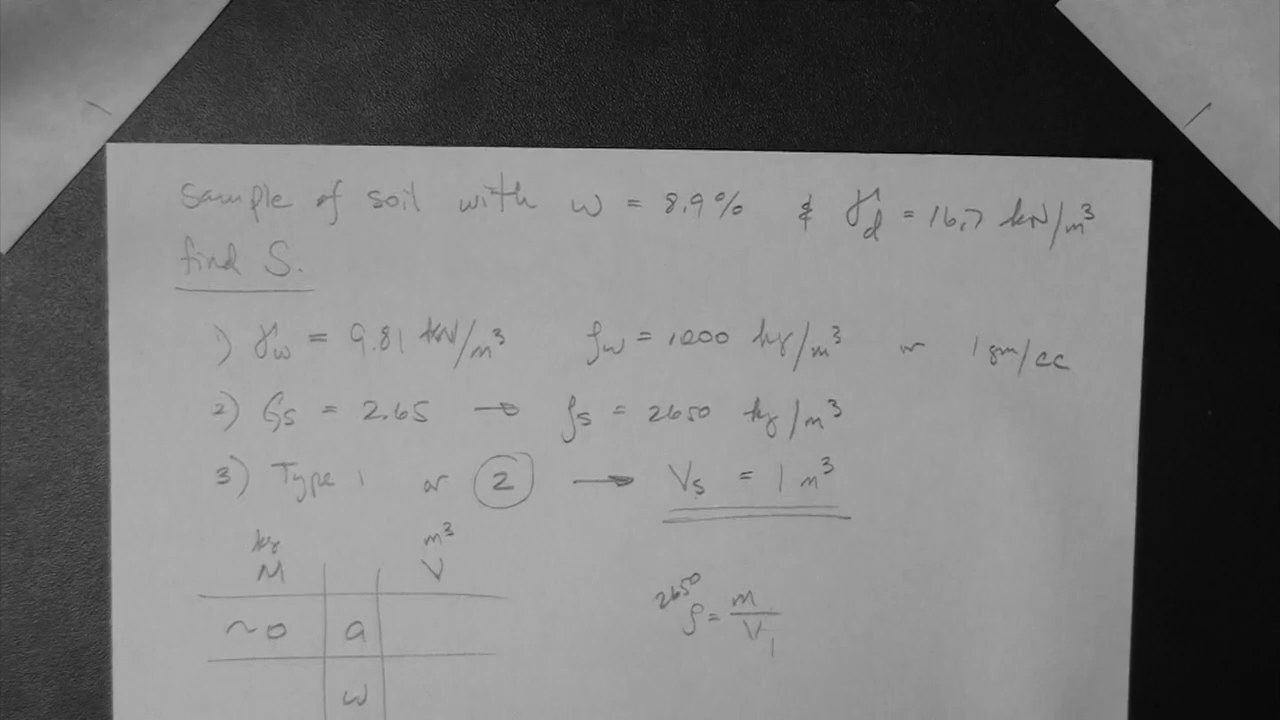 Sample of soil with w = 8.9% & γd = 16.7 kN/m³
find S.
1) γw = 9.81 kN/m³ ρw = 1000 kg/m³ or 1 gm/cc
2) Gs = 2.65 → ρs = 2650 kg/m³
3) Type 1 or 2 → Vs = 1 m³
kg m³
M V
2650
ρ = m/V 1
~0 a
w